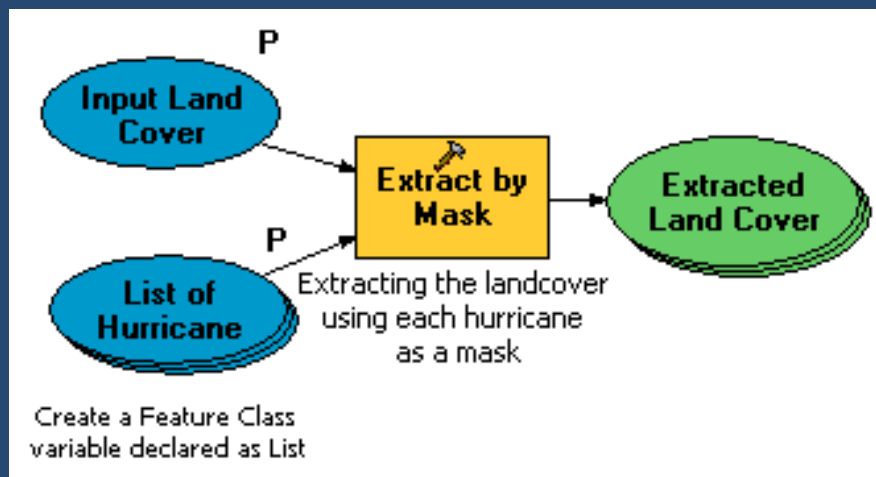 P
Input Land
Cover
Extract by
Mask
Extracted
Land Cover
P
List of
Hurricane
Extracting the landcover
using each hurricane
as a mask
Create a Feature Class
variable declared as List